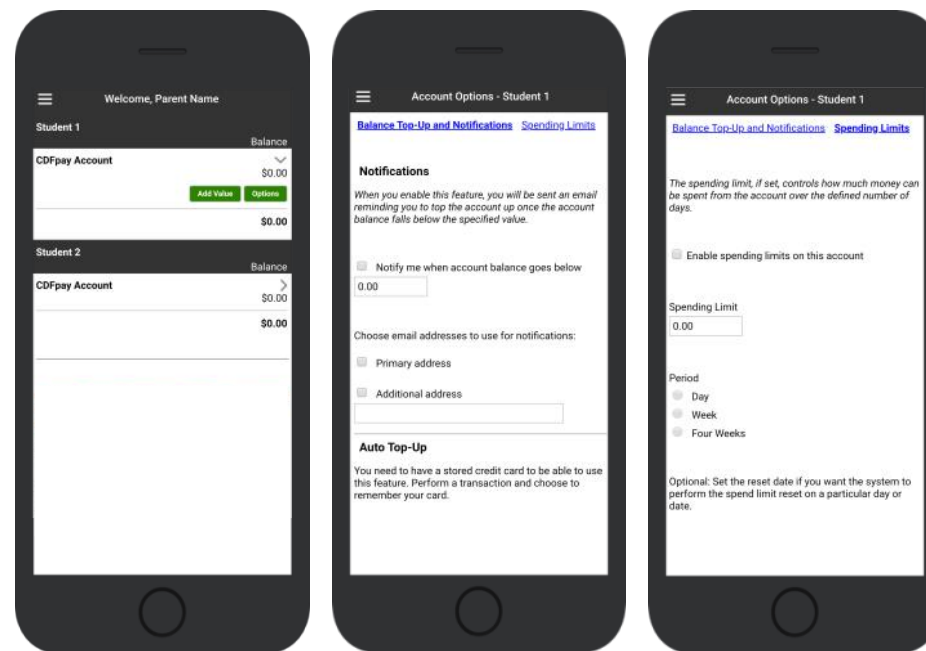 Welcome, Parent Name
Student 1
Balance
CDFpay Account
$0.00
Add Value Options
$0.00
Student 2
Balance
CDFpay Account
$0.00
$0.00
Account Options - Student 1
Balance Top-Up and Notifications Spending Limits
Notifications
When you enable this feature, you will be sent an email
reminding you to top the account up once the account
balance falls below the specified value.
Notify me when account balance goes below
0.00
Choose email addresses to use for notifications:
Primary address
Additional address
Auto Top-Up
You need to have a stored credit card to be able to use
this feature. Perform a transaction and choose to
remember your card.
Account Options - Student 1
Balance Top-Up and Notifications Spending Limits
The spending limit, if set, controls how much money can
be spent from the account over the defined number of
days.
Enable spending limits on this account
Spending Limit
0.00
Period
Day
Week
Four Weeks
Optional: Set the reset date if you want the system to
perform the spend limit reset on a particular day or
date.